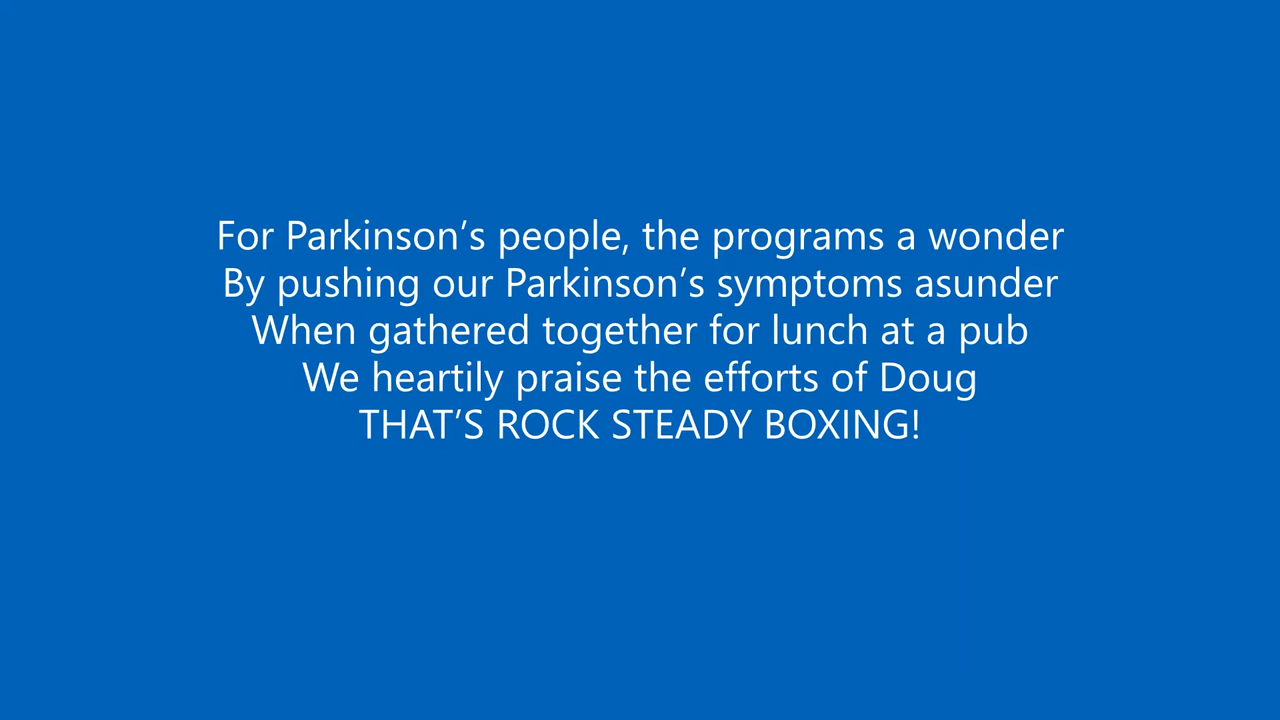 For Parkinson’s people, the programs a wonder
By pushing our Parkinson’s symptoms asunder
When gathered together for lunch at a pub
We heartily praise the efforts of Doug
THAT’S ROCK STEADY BOXING!